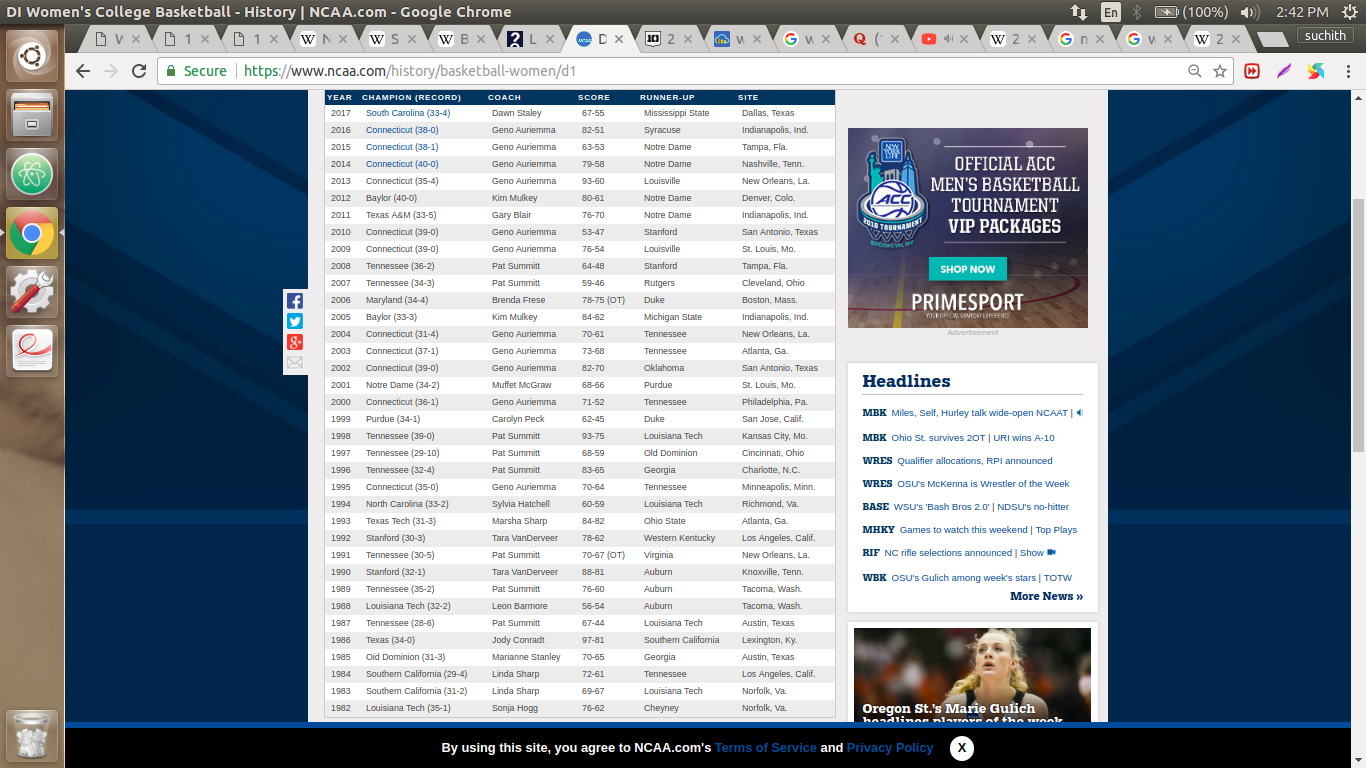 DI Women's College Basketball - History | NCAA.com - Google Chrome
En
(100%)
2:42 PM
W
1
1
N
S
B
L
D
2
w
w
(
2
n
w
2
suchith
Secure
https://www.ncaa.com/history/basketball-women/d1
YEAR CHAMPION (RECORD) COACH SCORE RUNNER-UP SITE
2017 South Carolina (33-4) Dawn Staley 67-55 Mississippi State Dallas, Texas
2016 Connecticut (38-0) Geno Auriemma 82-51 Syracuse Indianapolis, Ind.
2015 Connecticut (38-1) Geno Auriemma 63-53 Notre Dame Tampa, Fla.
2014 Connecticut (40-0) Geno Auriemma 79-58 Notre Dame Nashville, Tenn.
2013 Connecticut (35-4) Geno Auriemma 93-60 Louisville New Orleans, La.
2012 Baylor (40-0) Kim Mulkey 80-61 Notre Dame Denver, Colo.
2011 Texas A&M (33-5) Gary Blair 76-70 Notre Dame Indianapolis, Ind.
2010 Connecticut (39-0) Geno Auriemma 53-47 Stanford San Antonio, Texas
2009 Connecticut (39-0) Geno Auriemma 76-54 Louisville St. Louis, Mo.
2008 Tennessee (36-2) Pat Summitt 64-48 Stanford Tampa, Fla.
2007 Tennessee (34-3) Pat Summitt 59-46 Rutgers Cleveland, Ohio
2006 Maryland (34-4) Brenda Frese 78-75 (OT) Duke Boston, Mass.
2005 Baylor (33-3) Kim Mulkey 84-62 Michigan State Indianapolis, Ind.
2004 Connecticut (31-4) Geno Auriemma 70-61 Tennessee New Orleans, La.
2003 Connecticut (37-1) Geno Auriemma 73-68 Tennessee Atlanta, Ga.
2002 Connecticut (39-0) Geno Auriemma 82-70 Oklahoma San Antonio, Texas
2001 Notre Dame (34-2) Muffet McGraw 68-66 Purdue St. Louis, Mo.
2000 Connecticut (36-1) Geno Auriemma 71-52 Tennessee Philadelphia, Pa.
1999 Purdue (34-1) Carolyn Peck 62-45 Duke San Jose, Calif.
1998 Tennessee (39-0) Pat Summitt 93-75 Louisiana Tech Kansas City, Mo.
1997 Tennessee (29-10) Pat Summitt 68-59 Old Dominion Cincinnati, Ohio
1996 Tennessee (32-4) Pat Summitt 83-65 Georgia Charlotte, N.C.
1995 Connecticut (35-0) Geno Auriemma 70-64 Tennessee Minneapolis, Minn.
1994 North Carolina (33-2) Sylvia Hatchell 60-59 Louisiana Tech Richmond, Va.
1993 Texas Tech (31-3) Marsha Sharp 84-82 Ohio State Atlanta, Ga.
1992 Stanford (30-3) Tara VanDerveer 78-62 Western Kentucky Los Angeles, Calif.
1991 Tennessee (30-5) Pat Summitt 70-67 (OT) Virginia New Orleans, La.
1990 Stanford (32-1) Tara VanDerveer 88-81 Auburn Knoxville, Tenn.
1989 Tennessee (35-2) Pat Summitt 76-60 Auburn Tacoma, Wash.
1988 Louisiana Tech (32-2) Leon Barmore 56-54 Auburn Tacoma, Wash.
1987 Tennessee (28-6) Pat Summitt 67-44 Louisiana Tech Austin, Texas
1986 Texas (34-0) Jody Conradt 97-81 Southern California Lexington, Ky.
1985 Oid Dominion (31-3) Marianne Stanley 70-65 Georgia Austin, Texas
1984 Southern California (29-4) Linda Sharp 72-61 Tennessee Los Angeles, Calif.
1983 Southern California (31-2) Linda Sharp 69-67 Louisiana Tech Norfolk, Va.
1982 Louisiana Tech (35-1) Sonja Hogg 76-62 Cheyney Norfolk, Va.
NEW YORK LIFE
ACC
2018 TOURNAMENT
BROOKLYN, NY
OFFICIAL ACC
MEN'S BASKETBALL
TOURNAMENT
VIP PACKAGES
SHOP NOW
PRIMESPORT
YOUR OFFICIAL GAMEDAY EXPERIENCE
Advertisement
Headlines
MBK Miles, Self, Hurley talk wide-open NCAAT |
MBK Ohio St. survives 2OT | URI wins A-10
WRES Qualifier allocations, RPI announced
WRES OSU's McKenna is Wrestler of the Week
BASE WSU's 'Bash Bros 2.0' | NDSU's no-hitter
MHKY Games to watch this weekend | Top Plays
RIF NC rifle selections announced | Show
WBK OSU's Gulich among week's stars | TOTW
More News »
Oregon St.'s Marie Gulich
headlines players of the week
By using this site, you agree to NCAA.com's Terms of Service and Privacy Policy X